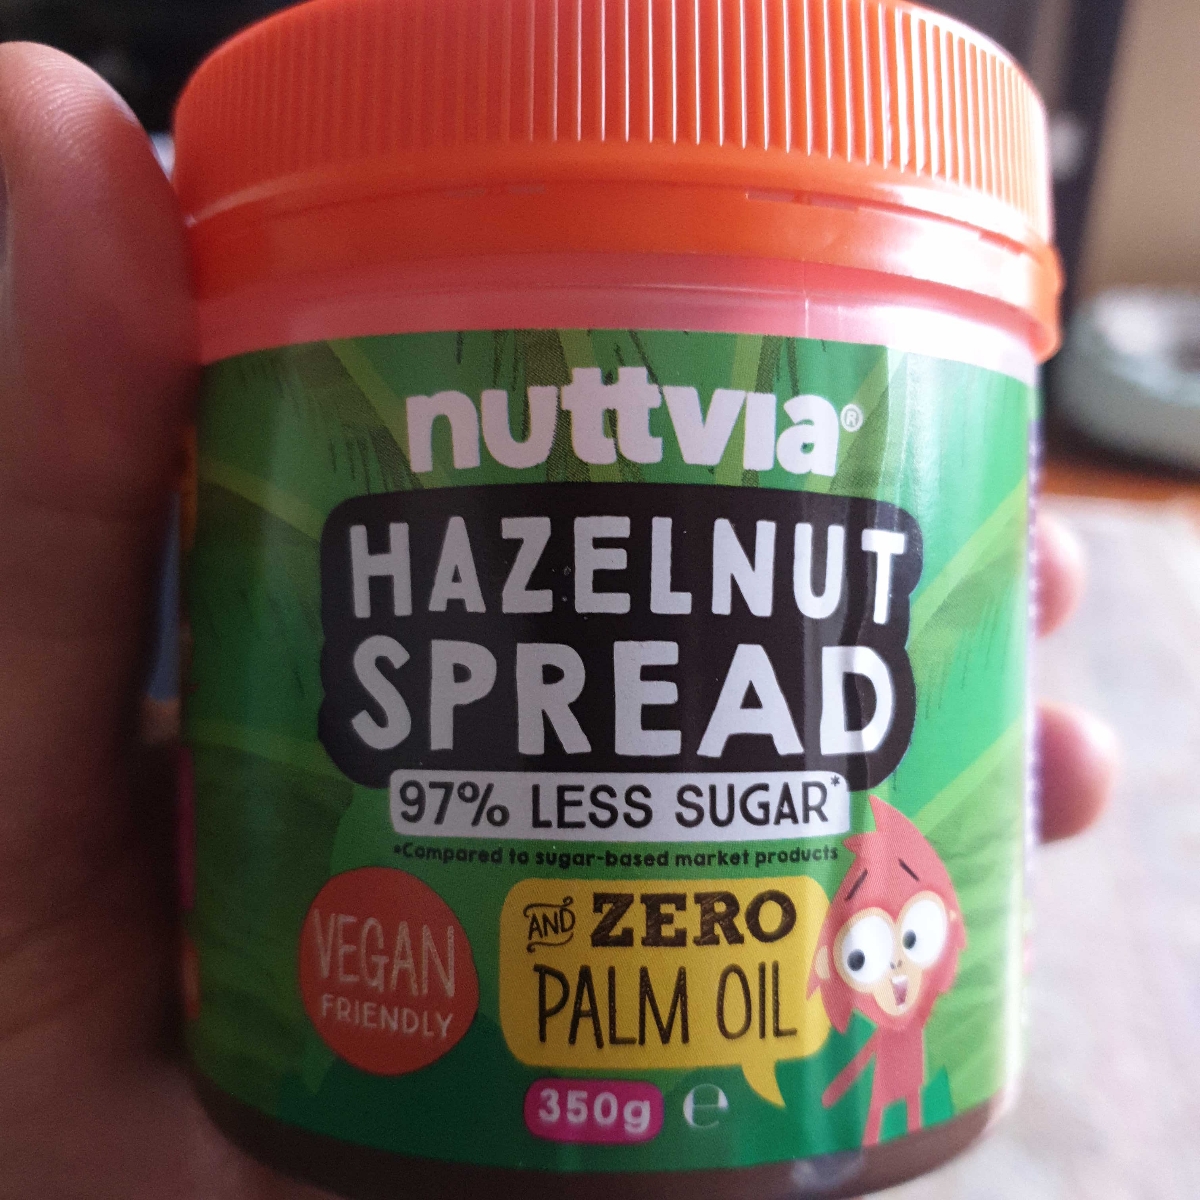 nuttvia®
HAZELNUT
SPREAD
97% LESS SUGAR*
*Compared to sugar-based market products
VEGAN
FRIENDLY
AND ZERO
PALM OIL
350g ℮